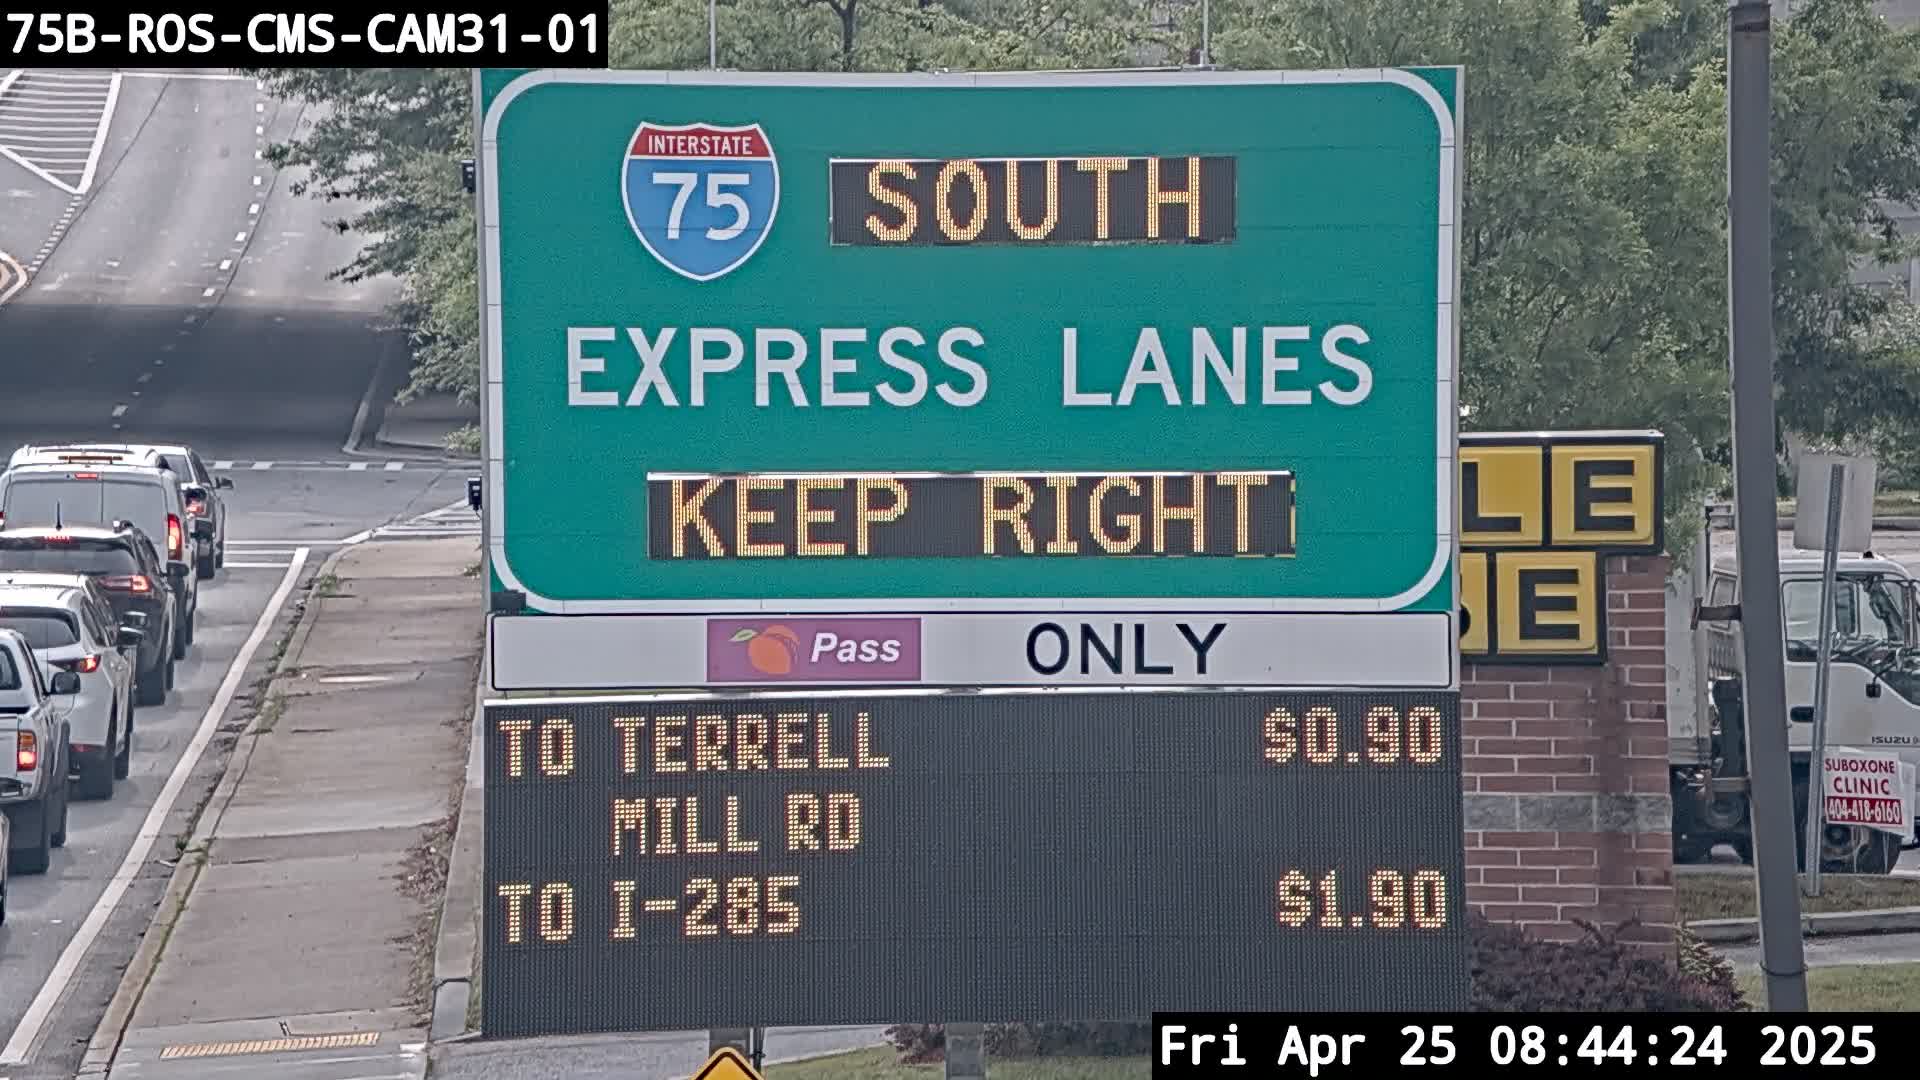 75B-ROS-CMS-CAM31-01
INTERSTATE
75
SOUTH
EXPRESS LANES
KEEP RIGHT
Pass ONLY
TO TERRELL $0.90
MILL RD
TO I-285 $1.90
LE
E
ISUZU
SUBOXONE
CLINIC
404-418-6160
Fri Apr 25 08:44:24 2025